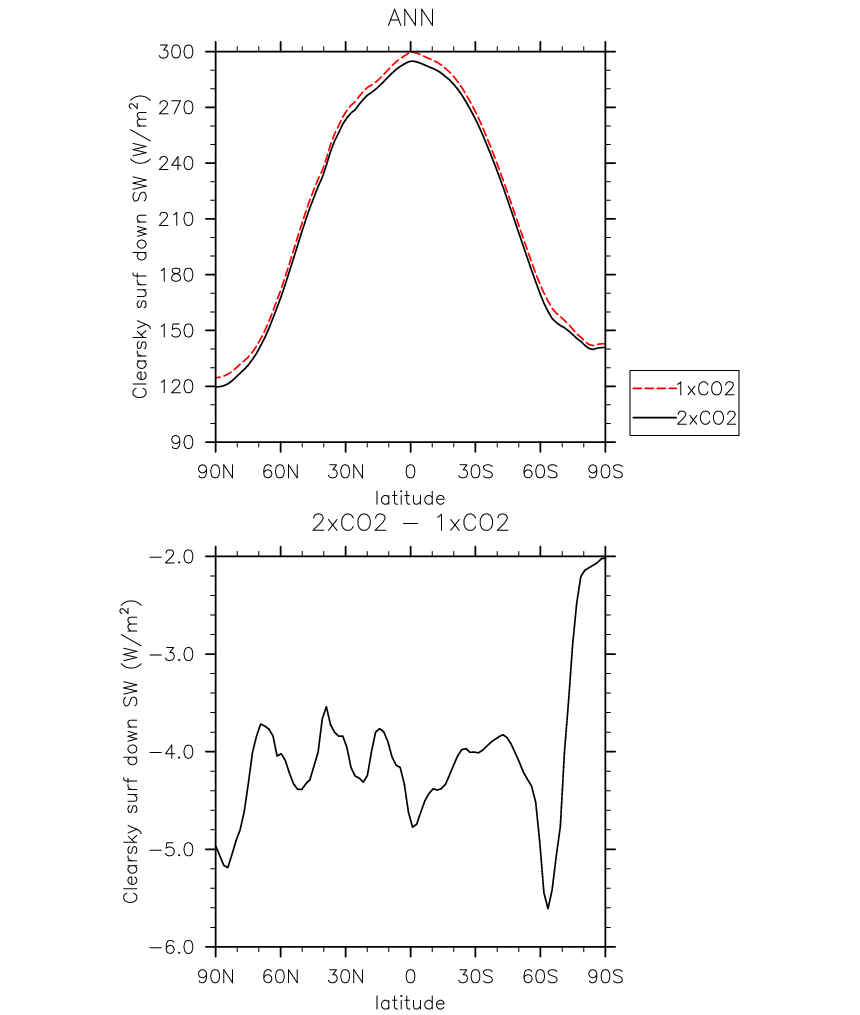 ANN
Clearsky surf down SW (W/m²)
300
270
240
210
180
150
120
90
90N 60N 30N 0 30S 60S 90S
latitude
1xCO2
2xCO2
2xCO2 − 1xCO2
Clearsky surf down SW (W/m²)
−2.0
−3.0
−4.0
−5.0
−6.0
90N 60N 30N 0 30S 60S 90S
latitude